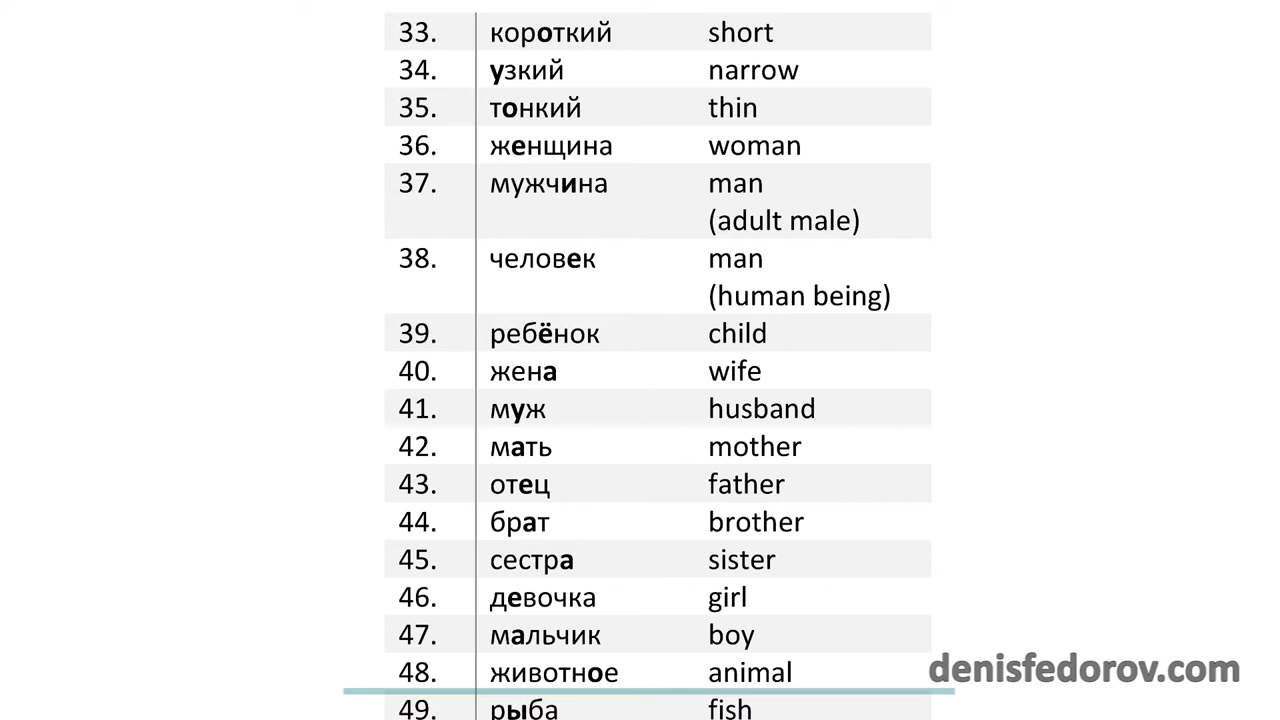 33. короткий short
34. узкий narrow
35. тонкий thin
36. женщина woman
37. мужчина man
(adult male)
38. человек man
(human being)
39. ребёнок child
40. жена wife
41. муж husband
42. мать mother
43. отец father
44. брат brother
45. сестра sister
46. девочка girl
47. мальчик boy
48. животное animal
49. рыба fish
denisfedorov.com